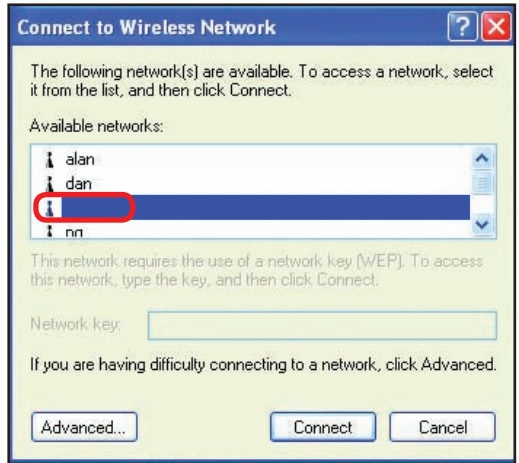 Connect to Wireless Network
The following network(s) are available. To access a network, select
it from the list, and then click Connect.
Available networks:
alan
dan
This network requires the use of a network key (WEP). To access
this network, type the key, and then click Connect.
Network key:
If you are having difficulty connecting to a network, click Advanced.
Advanced...
Connect
Cancel